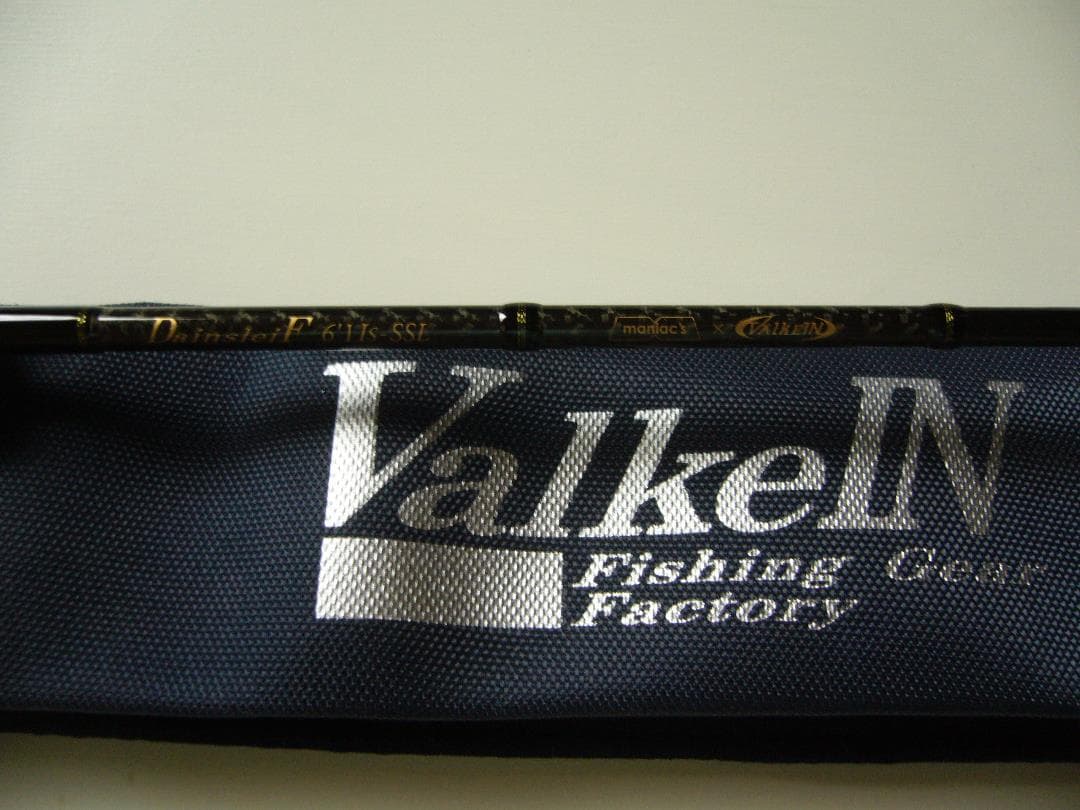 DainsleiF 6'11s-SSL maniac's × VALKEIN
ValkeIN
Fishing Gear
Factory